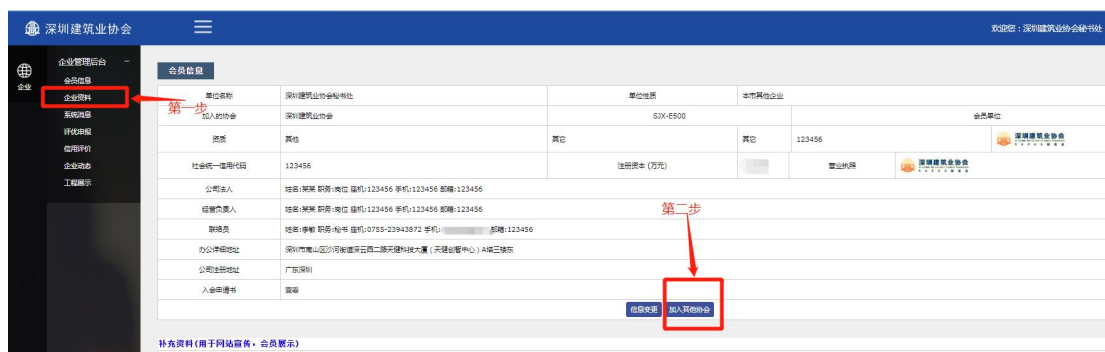 深圳建筑业协会
欢迎您：深圳建筑业协会秘书处
企业
企业管理后台 -
会员信息
企业资料
系统消息
评优申报
信用评价
企业动态
工程展示
第一步
会员信息
单位名称 深圳建筑业协会秘书处 单位性质 本市其他企业
加入的协会 深圳建筑业协会 SJX-E500 会员单位
资质 其他 其它 其它 123456 深圳建筑业协会
社会统一信用代码 123456 注册资本（万元） 营业执照 深圳建筑业协会
公司法人 姓名:某某 职务:岗位 座机:123456 手机:123456 邮箱:123456
经营负责人 姓名:某某 职务:岗位 座机:123456 手机:123456 邮箱:123456
联络员 姓名:李敏 职务:秘书 座机:0755-23943872 手机: 邮箱:123456
办公详细地址 深圳市南山区沙河街道深云西二路天健科技大厦（天健创智中心）A塔三楼东
公司注册地址 广东深圳
入会申请书 查看
第二步
信息变更 加入其他协会
补充资料(用于网站宣传，会员展示)